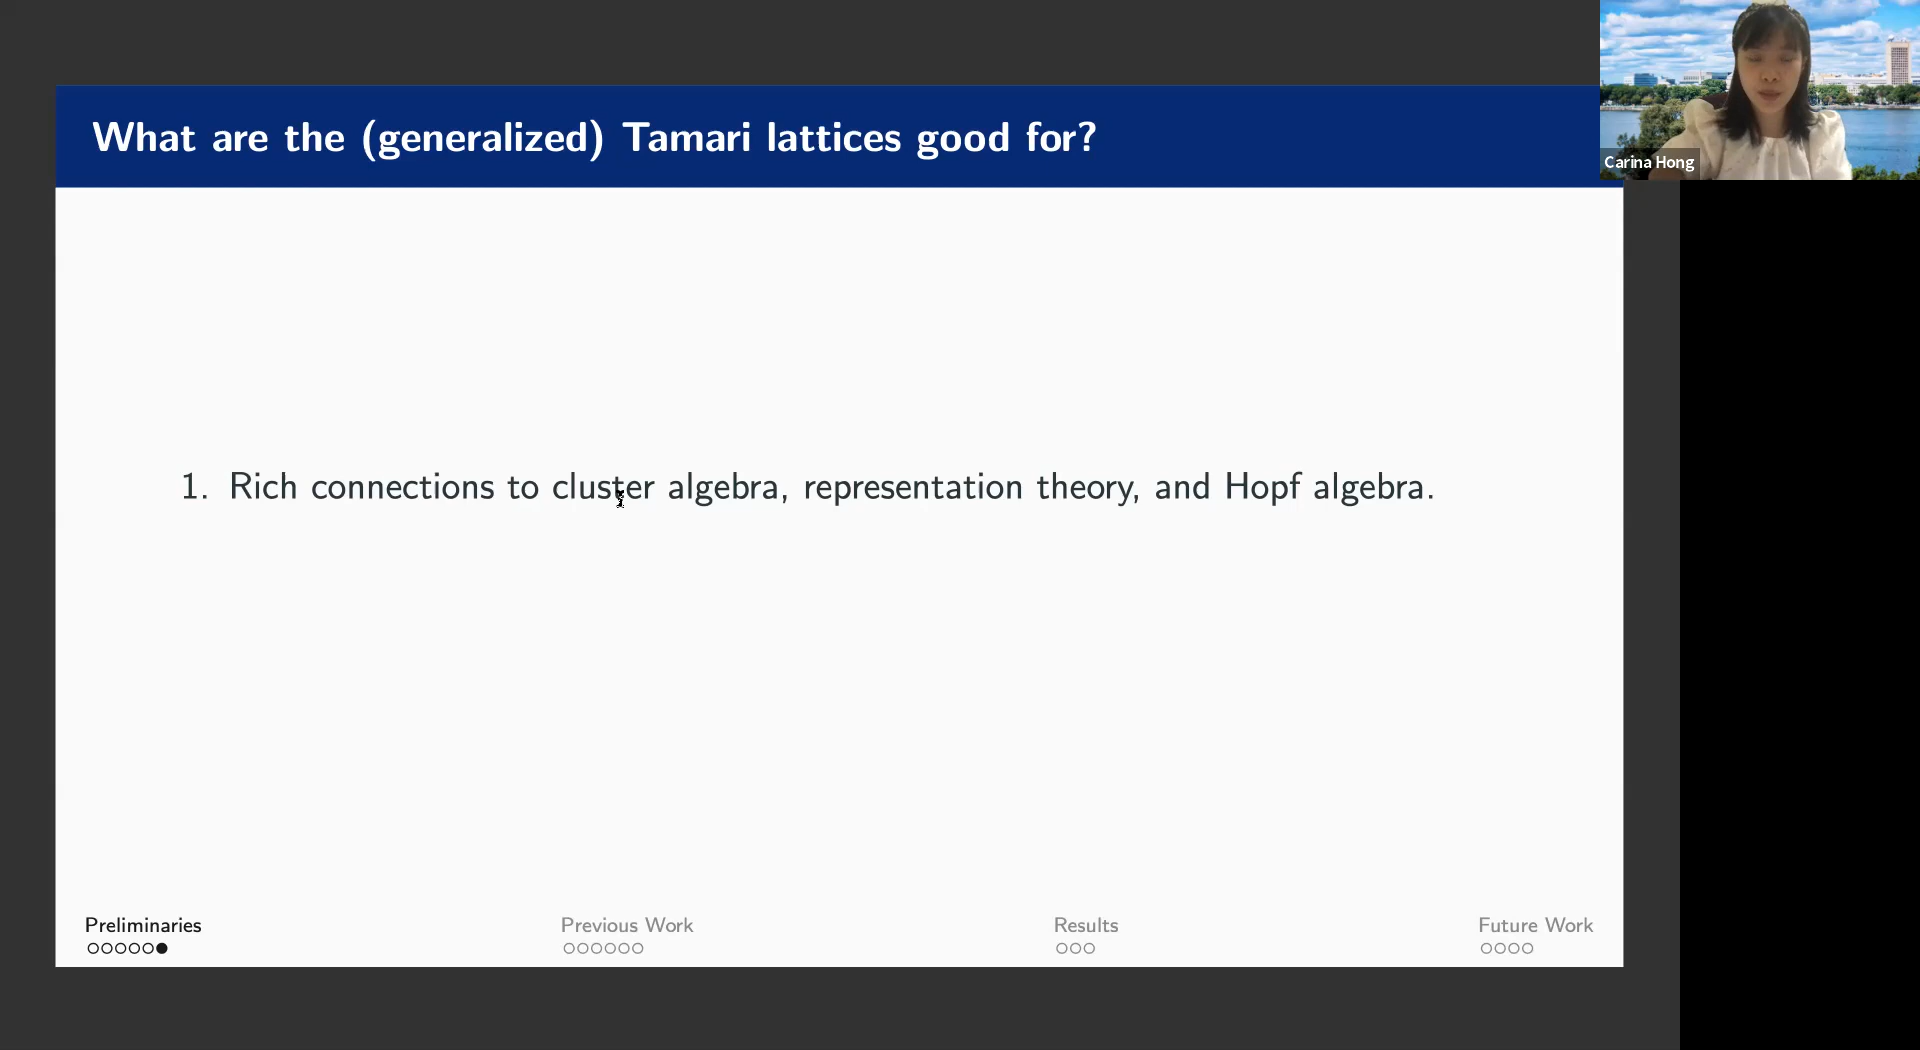 What are the (generalized) Tamari lattices good for?
Carina Hong
1. Rich connections to cluster algebra, representation theory, and Hopf algebra.
Preliminaries
Previous Work
Results
Future Work